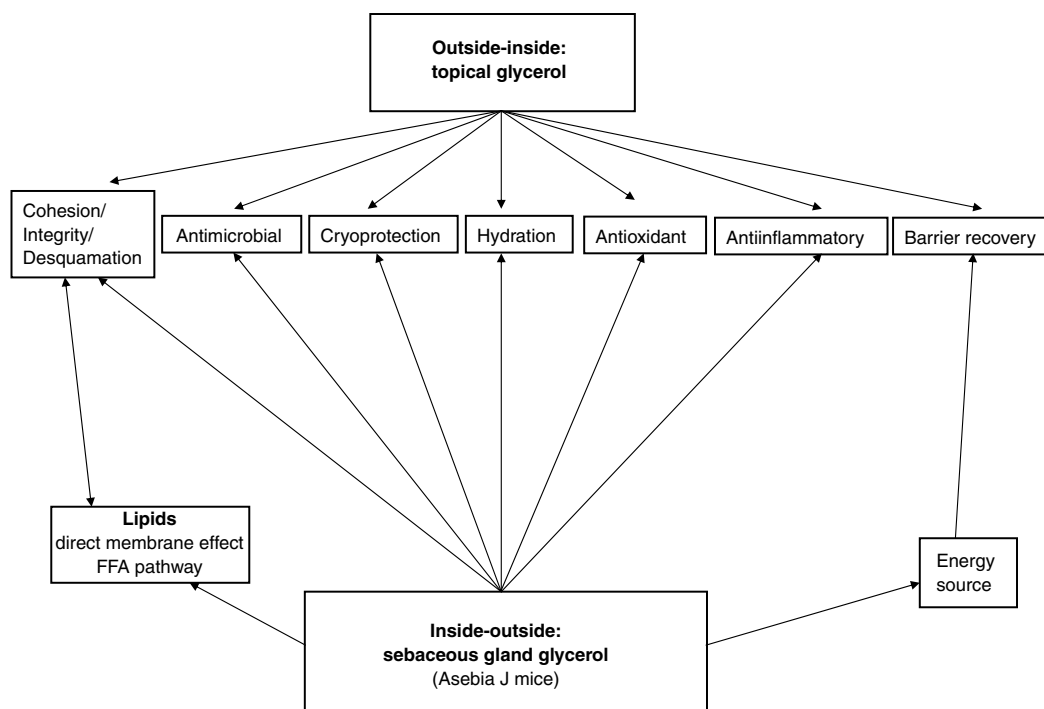 Outside-inside:
topical glycerol
Cohesion/
Integrity/
Desquamation
Antimicrobial
Cryoprotection
Hydration
Antioxidant
Antiinflammatory
Barrier recovery
Lipids
direct membrane effect
FFA pathway
Energy
source
Inside-outside:
sebaceous gland glycerol
(Asebia J mice)